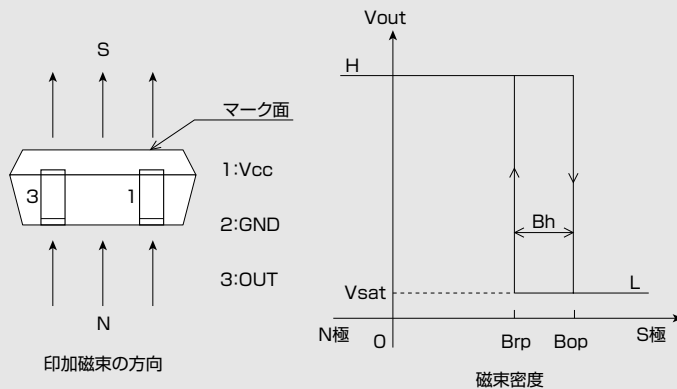 S
マーク面
3
1
1:Vcc
2:GND
3:OUT
N
印加磁束の方向
Vout
H
Bh
Vsat
L
N極
0
Brp
Bop
S極
磁束密度